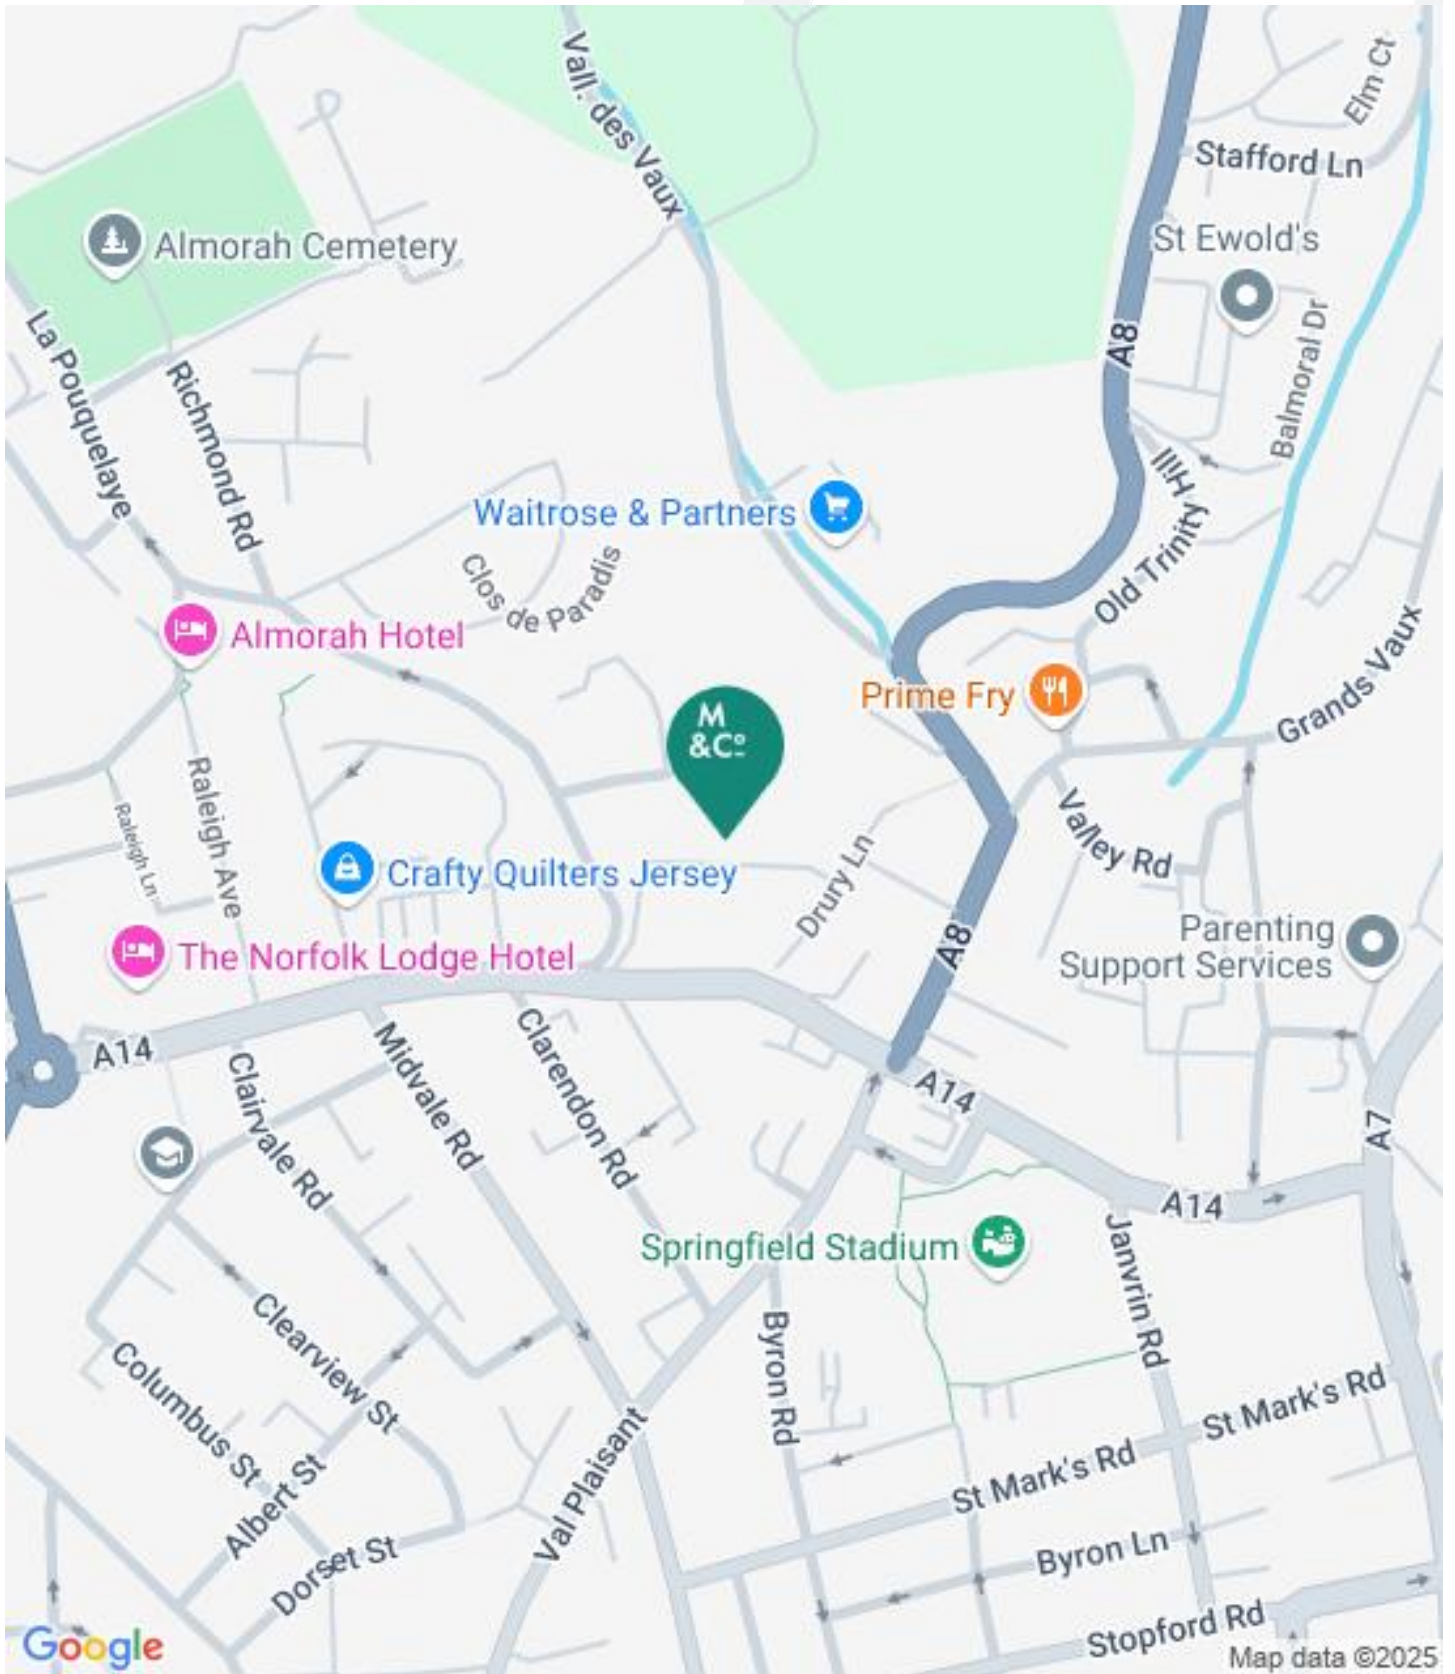 Vall. des Vaux
Elm Ct
Stafford Ln
St Ewold's
Almorah Cemetery
A8
Balmoral Dr
La Pouquelaye
Richmond Rd
Waitrose & Partners
Old Trinity Hill
Clos de Paradis
Almorah Hotel
Prime Fry
Grands Vaux
M
&Co
Raleigh Ave
Raleigh Ln
Valley Rd
Crafty Quilters Jersey
Drury Ln
Parenting
Support Services
A8
The Norfolk Lodge Hotel
A14
Clairvale Rd
Midvale Rd
Clarendon Rd
A14
A7
A14
Springfield Stadium
Janvrin Rd
Byron Rd
Clearview St
Columbus St
Albert St
Dorset St
Val Plaisant
St Mark's Rd
St Mark's Rd
Byron Ln
Stopford Rd
Google
Map data ©2025